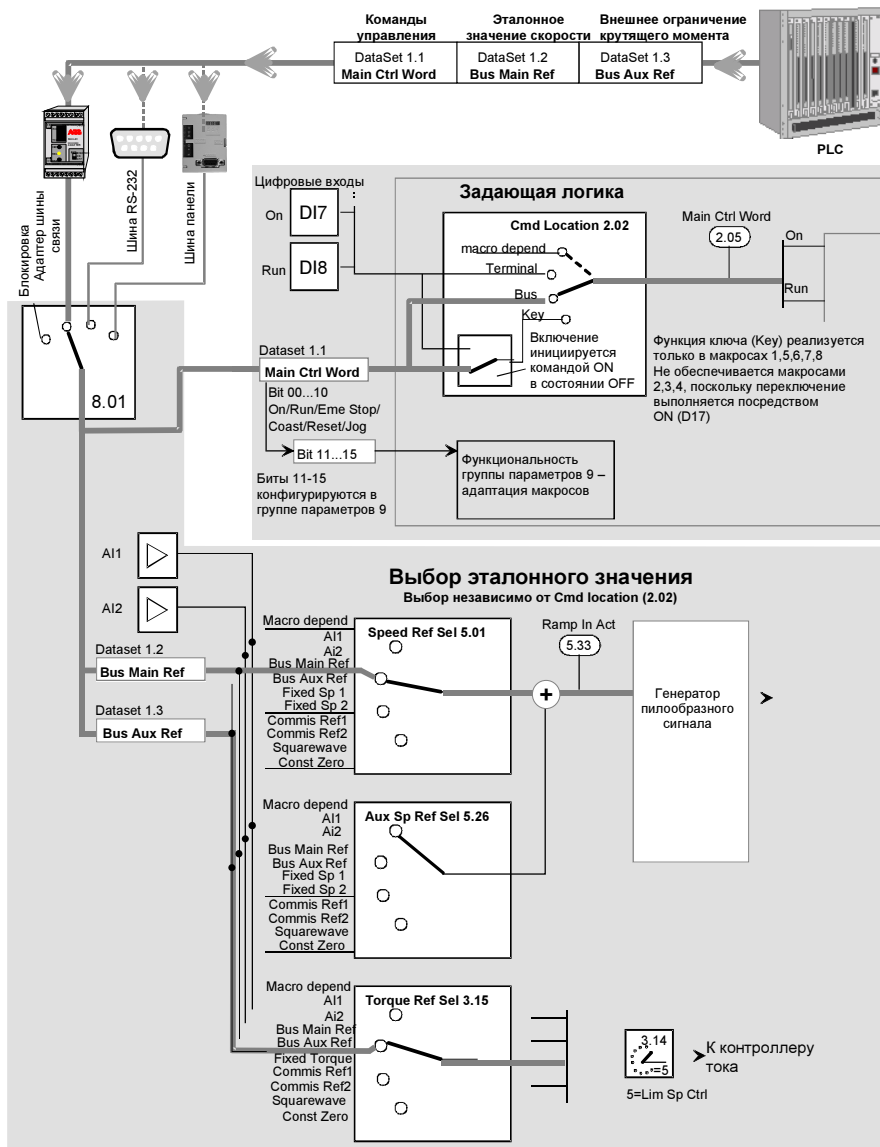 Команды управления
Эталонное значение скорости
Внешнее ограничение крутящего момента
DataSet 1.1
Main Ctrl Word
DataSet 1.2
Bus Main Ref
DataSet 1.3
Bus Aux Ref
PLC
ABB
Блокировка
Адаптер шины связи
Шина RS-232
Шина панели
8.01
Цифровые входы
On
DI7
Run
DI8
Задающая логика
Cmd Location 2.02
macro depend
Terminal
Bus
Key
Включение
инициируется
командой ON
в состоянии OFF
Main Ctrl Word
2.05
On
Run
Функция ключа (Key) реализуется
только в макросах 1,5,6,7,8
Не обеспечивается макросами
2,3,4, поскольку переключение
выполняется посредством
ON (D17)
Dataset 1.1
Main Ctrl Word
Bit 00...10
On/Run/Eme Stop/
Coast/Reset/Jog
Bit 11...15
Биты 11-15
конфигурируются в
группе параметров 9
Функциональность
группы параметров 9 –
адаптация макросов
AI1
AI2
Выбор эталонного значения
Выбор независимо от Cmd location (2.02)
Dataset 1.2
Bus Main Ref
Dataset 1.3
Bus Aux Ref
Macro depend
AI1
Ai2
Bus Main Ref
Bus Aux Ref
Fixed Sp 1
Fixed Sp 2
Commis Ref1
Commis Ref2
Squarewave
Const Zero
Speed Ref Sel 5.01
+
Ramp In Act
5.33
Генератор
пилообразного
сигнала
Macro depend
AI1
Ai2
Bus Main Ref
Bus Aux Ref
Fixed Sp 1
Fixed Sp 2
Commis Ref1
Commis Ref2
Squarewave
Const Zero
Aux Sp Ref Sel 5.26
Macro depend
AI1
Ai2
Bus Main Ref
Bus Aux Ref
Fixed Torque
Commis Ref1
Commis Ref2
Squarewave
Const Zero
Torque Ref Sel 3.15
3.14
=5
К контроллеру
тока
5=Lim Sp Ctrl